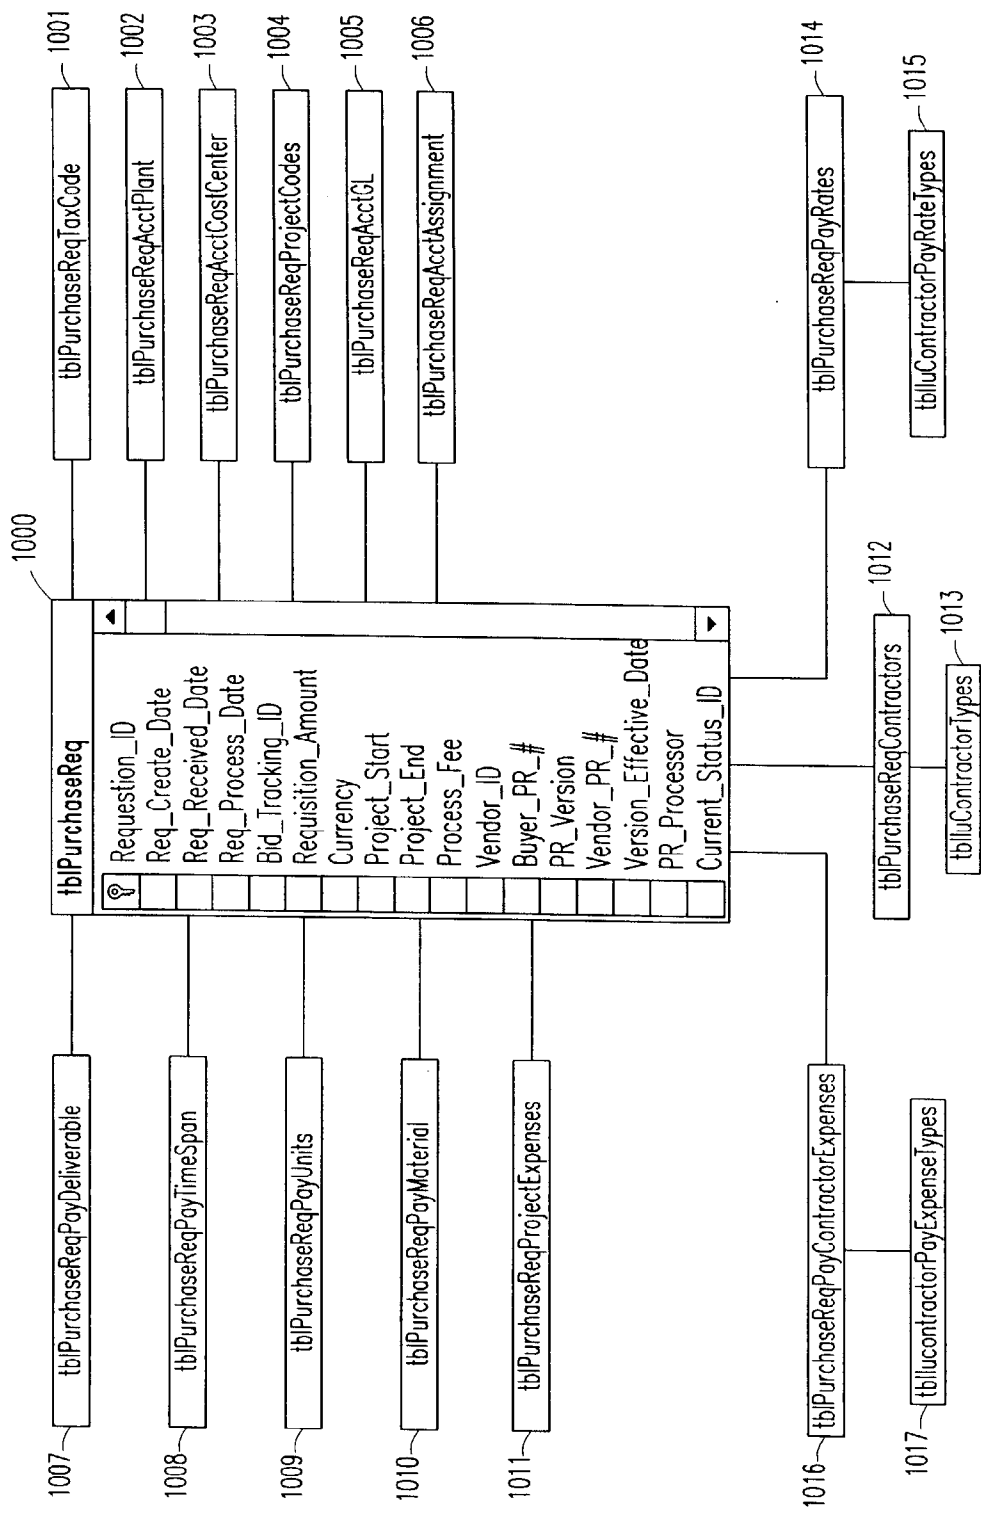 1000
tblPurchaseReq
Requestion_ID
Req_Create_Date
Req_Received_Date
Req_Process_Date
Bid_Tracking_ID
Requisition_Amount
Currency
Project_Start
Project_End
Process_Fee
Vendor_ID
Buyer_PR_#
PR_Version
Vendor_PR_#
Version_Effective_Date
PR_Processor
Current_Status_ID
tblPurchaseReqTaxCode
1001
tblPurchaseReqAcctPlant
1002
tblPurchaseReqAcctCostCenter
1003
tblPurchaseReqProjectCodes
1004
tblPurchaseReqAcctGL
1005
tblPurchaseReqAcctAssignment
1006
1007
tblPurchaseReqPayDeliverable
1008
tblPurchaseReqPayTimeSpan
1009
tblPurchaseReqPayUnits
1010
tblPurchaseReqPayMaterial
1011
tblPurchaseReqProjectExpenses
1016
tblPurchaseReqPayContractorExpenses
1017
tbllucontractorPayExpenseTypes
tblPurchaseReqContractors
1012
tblluContractorTypes
1013
tblPurchaseReqPayRates
1014
tblluContractorPayRateTypes
1015